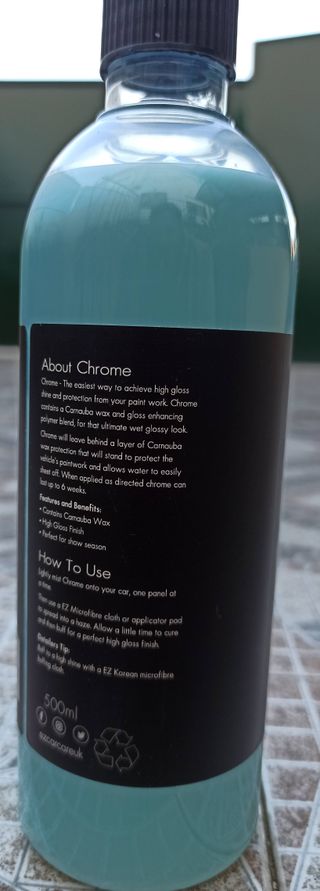 About Chrome
Chrome - The easiest way to achieve high gloss
shine and protection from your paint work. Chrome
contains a Carnauba wax and gloss enhancing
polymer blend, for that ultimate wet glossy look.
Chrome will leave behind a layer of Carnauba
wax protection that will stand to protect the
vehicle's paintwork and allows water to easily
sheet off. When applied as directed chrome can
last up to 6 weeks.
Features and Benefits:
• Contains Carnauba Wax
• High Gloss Finish
• Perfect for show season
How To Use
Lightly mist Chrome onto your car, one panel at
a time.
Then use a EZ Microfibre cloth or applicator pad
to spread into a haze. Allow a little time to cure
and then buff for a perfect high gloss finish.
Detailers Tip:
Buff to a high shine with a EZ Korean microfibre
buffing cloth.
500ml
ezcarcareuk